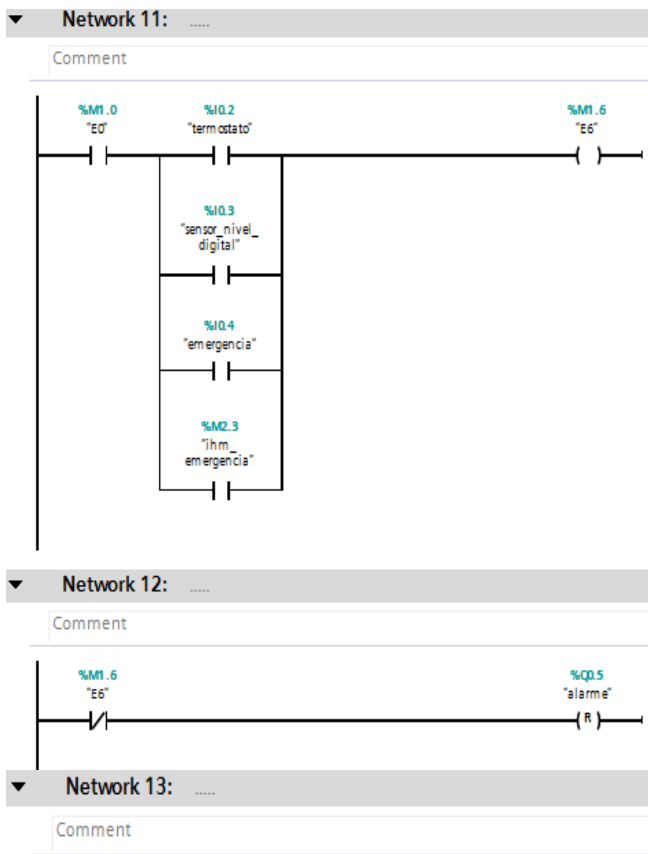 Network 11: .....
Comment
%M1.0 %I0.2 %M1.6
"E0" "termostato" "E6"
%I0.3
"sensor_nivel_
digital"
%I0.4
"emergencia"
%M2.3
"ihm_
emergencia"
Network 12: .....
Comment
%M1.6 %Q0.5
"E6" "alarme"
R
Network 13: .....
Comment